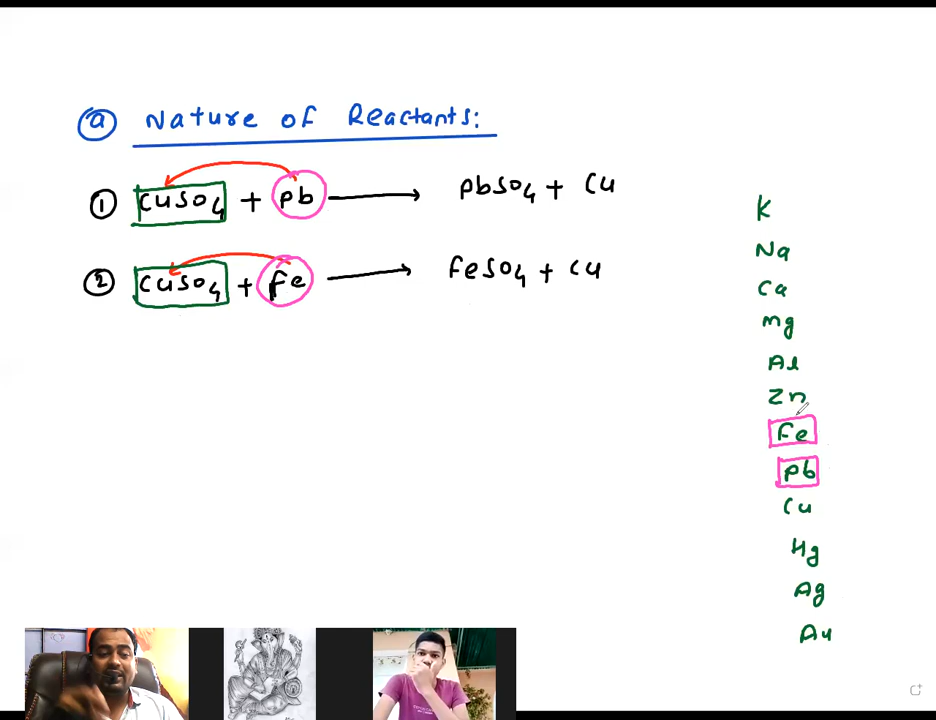 ⓐ Nature of Reactants:
① CuSO₄ + Pb ⟶ PbSO₄ + Cu
② CuSO₄ + Fe ⟶ FeSO₄ + Cu
K
Na
Ca
Mg
Al
Zn
Fe
Pb
Cu
Hg
Ag
Au